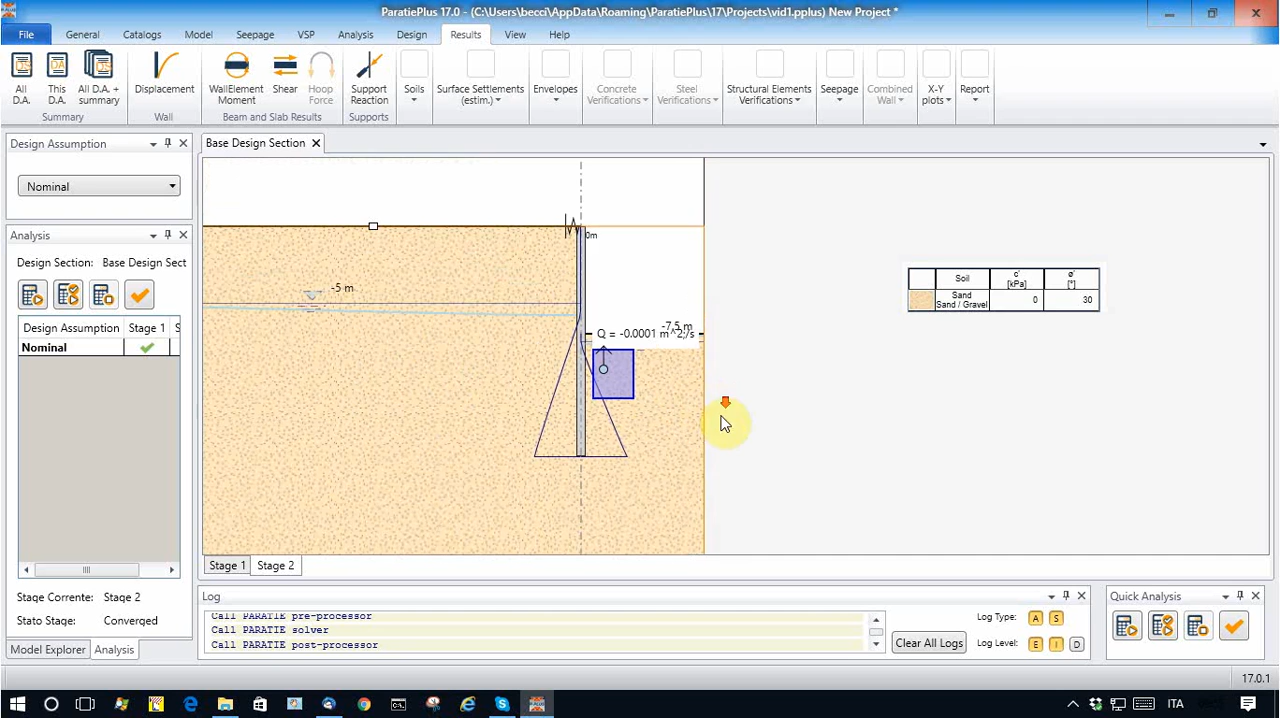 ParatiePlus 17.0 - (C:\Users\becci\AppData\Roaming\ParatiePlus\17\Projects\vid1.pplus) New Project *
File General Catalogs Model Seepage VSP Analysis Design Results View Help
All D.A.
This D.A.
All D.A. + summary
Displacement
WallElement Moment
Shear
Hoop Force
Support Reaction
Soils
Surface Settlements (estim.)
Envelopes
Concrete Verifications
Steel Verifications
Structural Elements Verifications
Seepage
Combined Wall
X-Y plots
Report
Summary Wall Beam and Slab Results Supports
Design Assumption
Nominal
Analysis
Design Section: Base Design Sect
Design Assumption Stage 1 S
Nominal
Stage Corrente: Stage 2
Stato Stage: Converged
Model Explorer Analysis
Base Design Section
0m
-5 m
-7.5 m
Q = -0.0001 m^2;/s
Soil c' [kPa] ø' [°]
Sand Sand / Gravel 0 30
Stage 1 Stage 2
Log
Call PARATIE pre-processor
Call PARATIE solver
Call PARATIE post-processor
Clear All Logs
Log Type: A S
Log Level: E I D
Quick Analysis
17.0.1
ITA